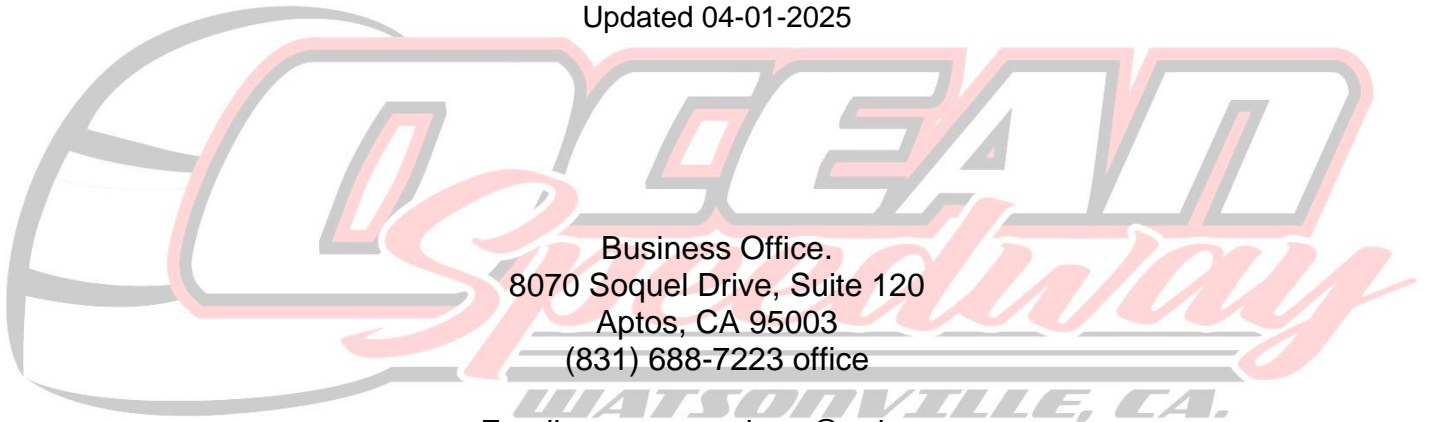 Updated 04-01-2025
OCEAN
Speedway
Business Office.
8070 Soquel Drive, Suite 120
Aptos, CA 95003
(831) 688-7223 office
WATSONVILLE, CA.